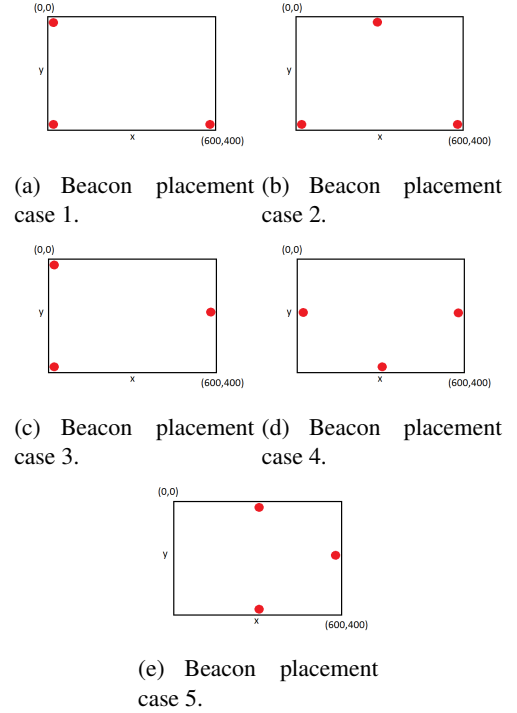 (0,0)
y
x
(600,400)
(a) Beacon placement
case 1.
(0,0)
y
x
(600,400)
(b) Beacon placement
case 2.
(0,0)
y
x
(600,400)
(c) Beacon placement
case 3.
(0,0)
y
x
(600,400)
(d) Beacon placement
case 4.
(0,0)
y
x
(600,400)
(e) Beacon placement
case 5.